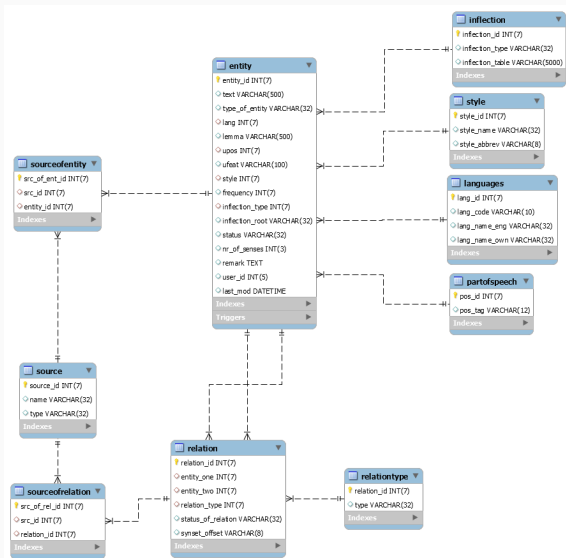 inflection
inflection_id INT(7)
inflection_type VARCHAR(32)
inflection_table VARCHAR(5000)
Indexes
entity
entity_id INT(7)
text VARCHAR(500)
type_of_entity VARCHAR(32)
lang INT(7)
lemma VARCHAR(500)
upos INT(7)
ufeat VARCHAR(100)
style INT(7)
frequency INT(7)
inflection_type INT(7)
inflection_root VARCHAR(32)
status VARCHAR(32)
nr_of_senses INT(3)
remark TEXT
user_id INT(5)
last_mod DATETIME
Indexes
Triggers
style
style_id INT(7)
style_name VARCHAR(32)
style_abbrev VARCHAR(8)
Indexes
sourceofentity
src_of_ent_id INT(7)
src_id INT(7)
entity_id INT(7)
Indexes
languages
lang_id INT(7)
lang_code VARCHAR(10)
lang_name_eng VARCHAR(32)
lang_name_own VARCHAR(32)
Indexes
partofspeech
pos_id INT(7)
pos_tag VARCHAR(12)
Indexes
source
source_id INT(7)
name VARCHAR(32)
type VARCHAR(32)
Indexes
relation
relation_id INT(7)
entity_one INT(7)
entity_two INT(7)
relation_type INT(7)
status_of_relation VARCHAR(32)
synset_offset VARCHAR(8)
Indexes
relationtype
relation_id INT(7)
type VARCHAR(32)
Indexes
sourceofrelation
src_of_rel_id INT(7)
src_id INT(7)
relation_id INT(7)
Indexes